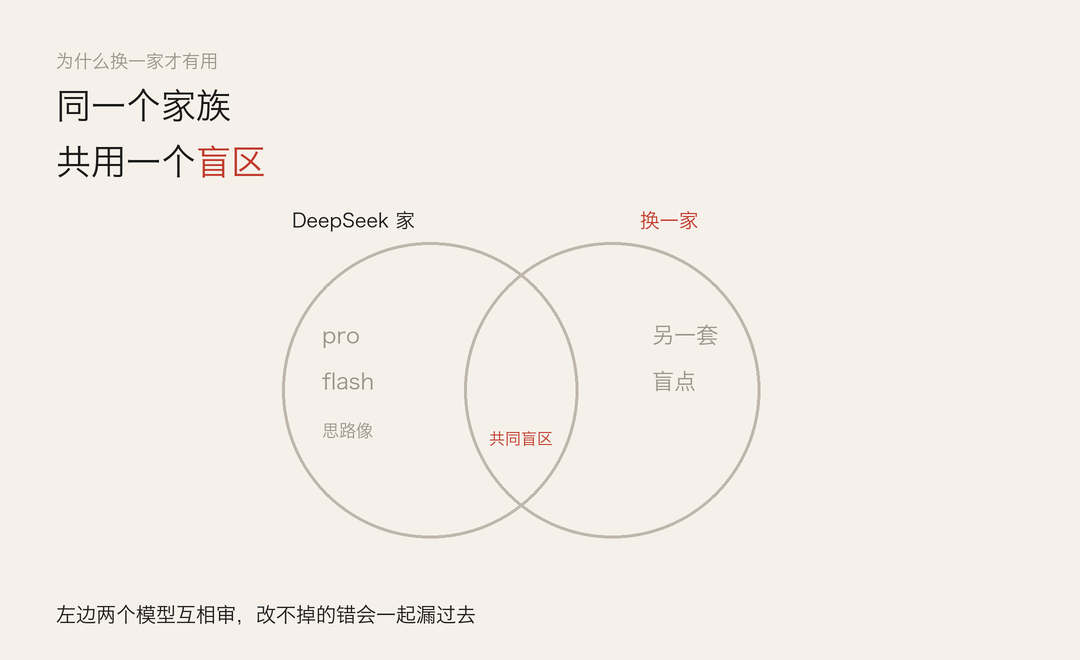 为什么换一家才有用
同一个家族
共用一个盲区
DeepSeek 家
换一家
pro
flash
思路像
另一套
盲点
共同盲区
左边两个模型互相审，改不掉的错会一起漏过去